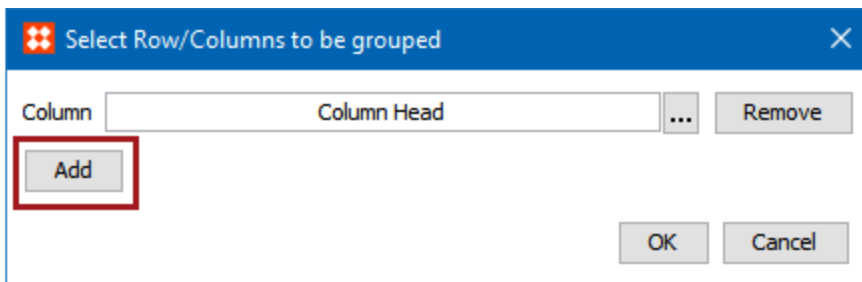 Select Row/Columns to be grouped
Column Column Head ... Remove
Add
OK Cancel